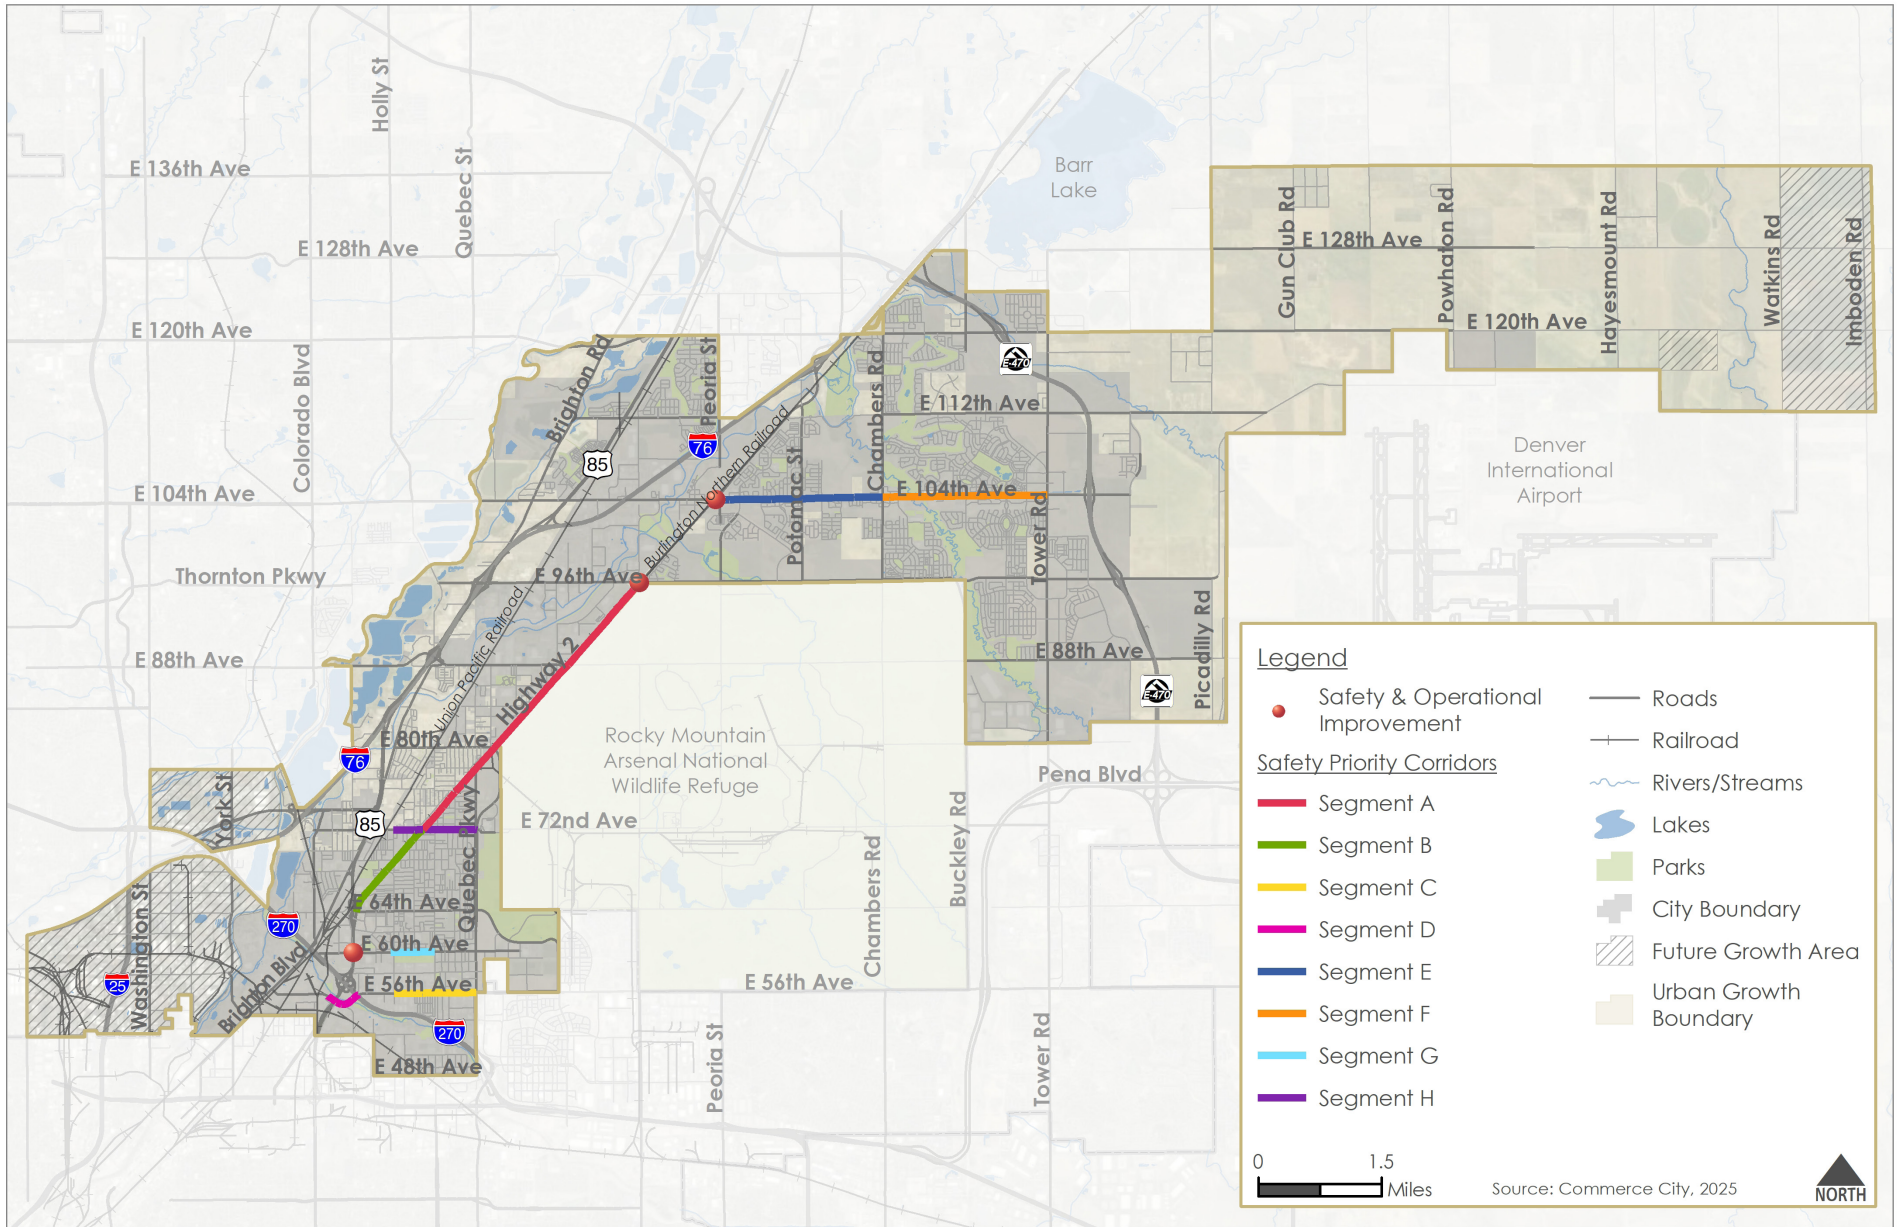 Holly St
Quebec St
E 136th Ave
E 128th Ave
E 120th Ave
Colorado Blvd
E 104th Ave
Thornton Pkwy
E 88th Ave
Barr
Lake
Gun Club Rd
Powhaton Rd
Hayesmount Rd
Watkins Rd
Imboden Rd
E 128th Ave
E 120th Ave
Brighton Rd
Peoria St
Chambers Rd
E-470
E 112th Ave
76
85
Burlington Northern Railroad
Potomac St
E 104th Ave
Tower Rd
Denver
International
Airport
E 96th Ave
Union Pacific Railroad
Highway 2
E 88th Ave
Picadilly Rd
E-470
Rocky Mountain
Arsenal National
Wildlife Refuge
E 80th Ave
76
Pena Blvd
York St
85
Quebec Pkwy
E 72nd Ave
Chambers Rd
Buckley Rd
E 64th Ave
Washington St
270
E 60th Ave
25
Brighton Blvd
E 56th Ave
E 56th Ave
270
E 48th Ave
Peoria St
Tower Rd
Legend
Safety & Operational
Improvement
Safety Priority Corridors
Segment A
Segment B
Segment C
Segment D
Segment E
Segment F
Segment G
Segment H
Roads
Railroad
Rivers/Streams
Lakes
Parks
City Boundary
Future Growth Area
Urban Growth
Boundary
0 1.5
Miles
Source: Commerce City, 2025
NORTH